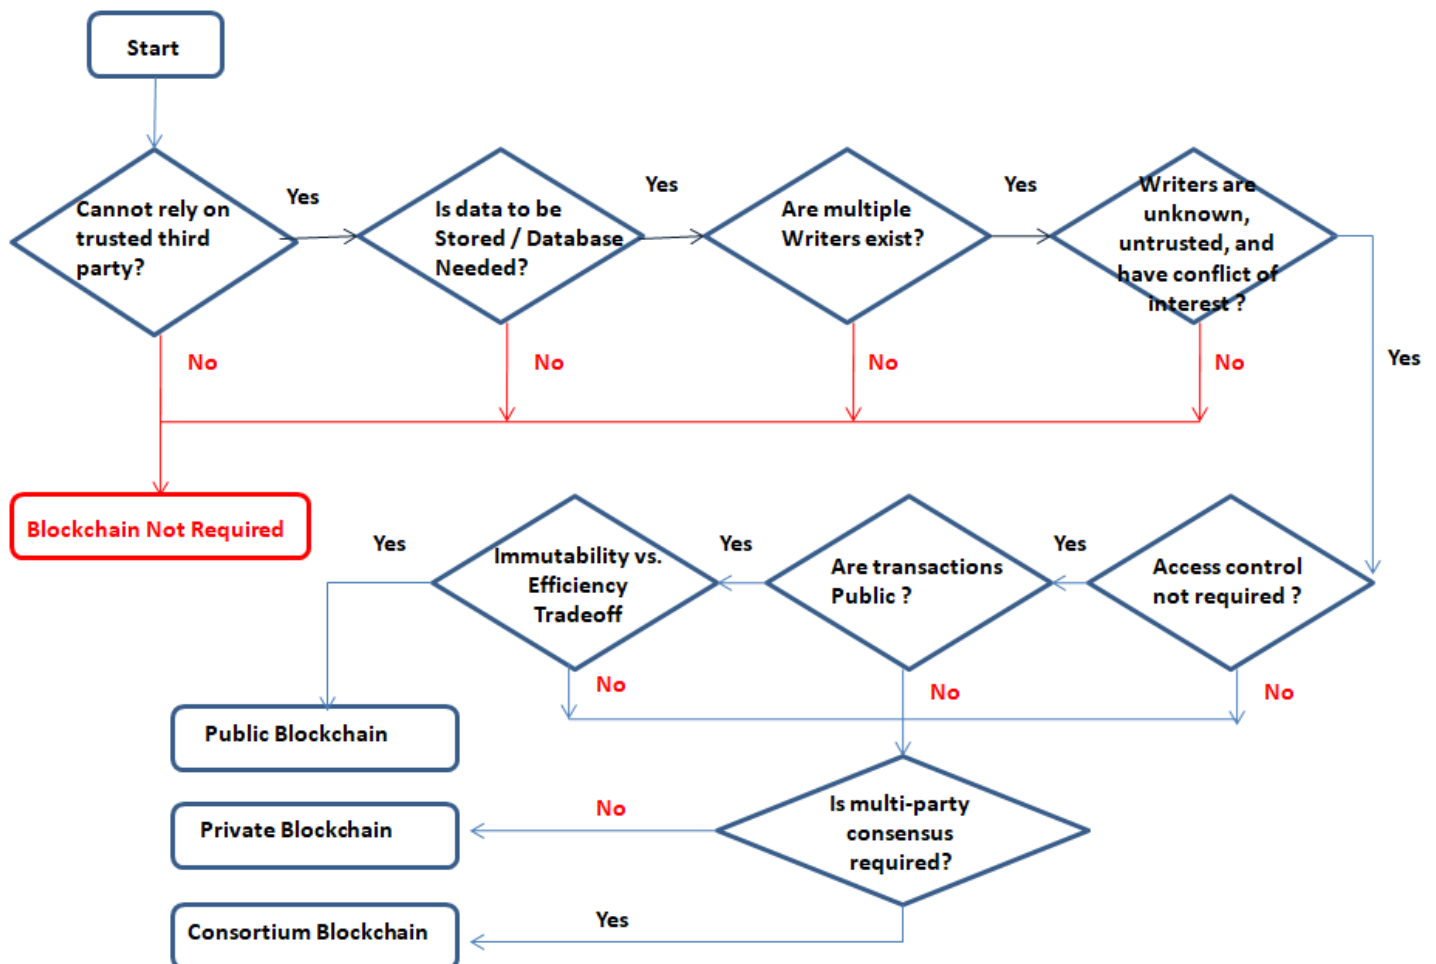 Start
Cannot rely on
trusted third
party?
Yes
Is data to be
Stored / Database
Needed?
Yes
Are multiple
Writers exist?
Yes
Writers are
unknown,
untrusted, and
have conflict of
interest ?
No
No
No
No
Yes
Blockchain Not Required
Yes
Immutability vs.
Efficiency
Tradeoff
Yes
Are transactions
Public ?
Yes
Access control
not required ?
No
No
No
Public Blockchain
No
Private Blockchain
Is multi-party
consensus
required?
Yes
Consortium Blockchain